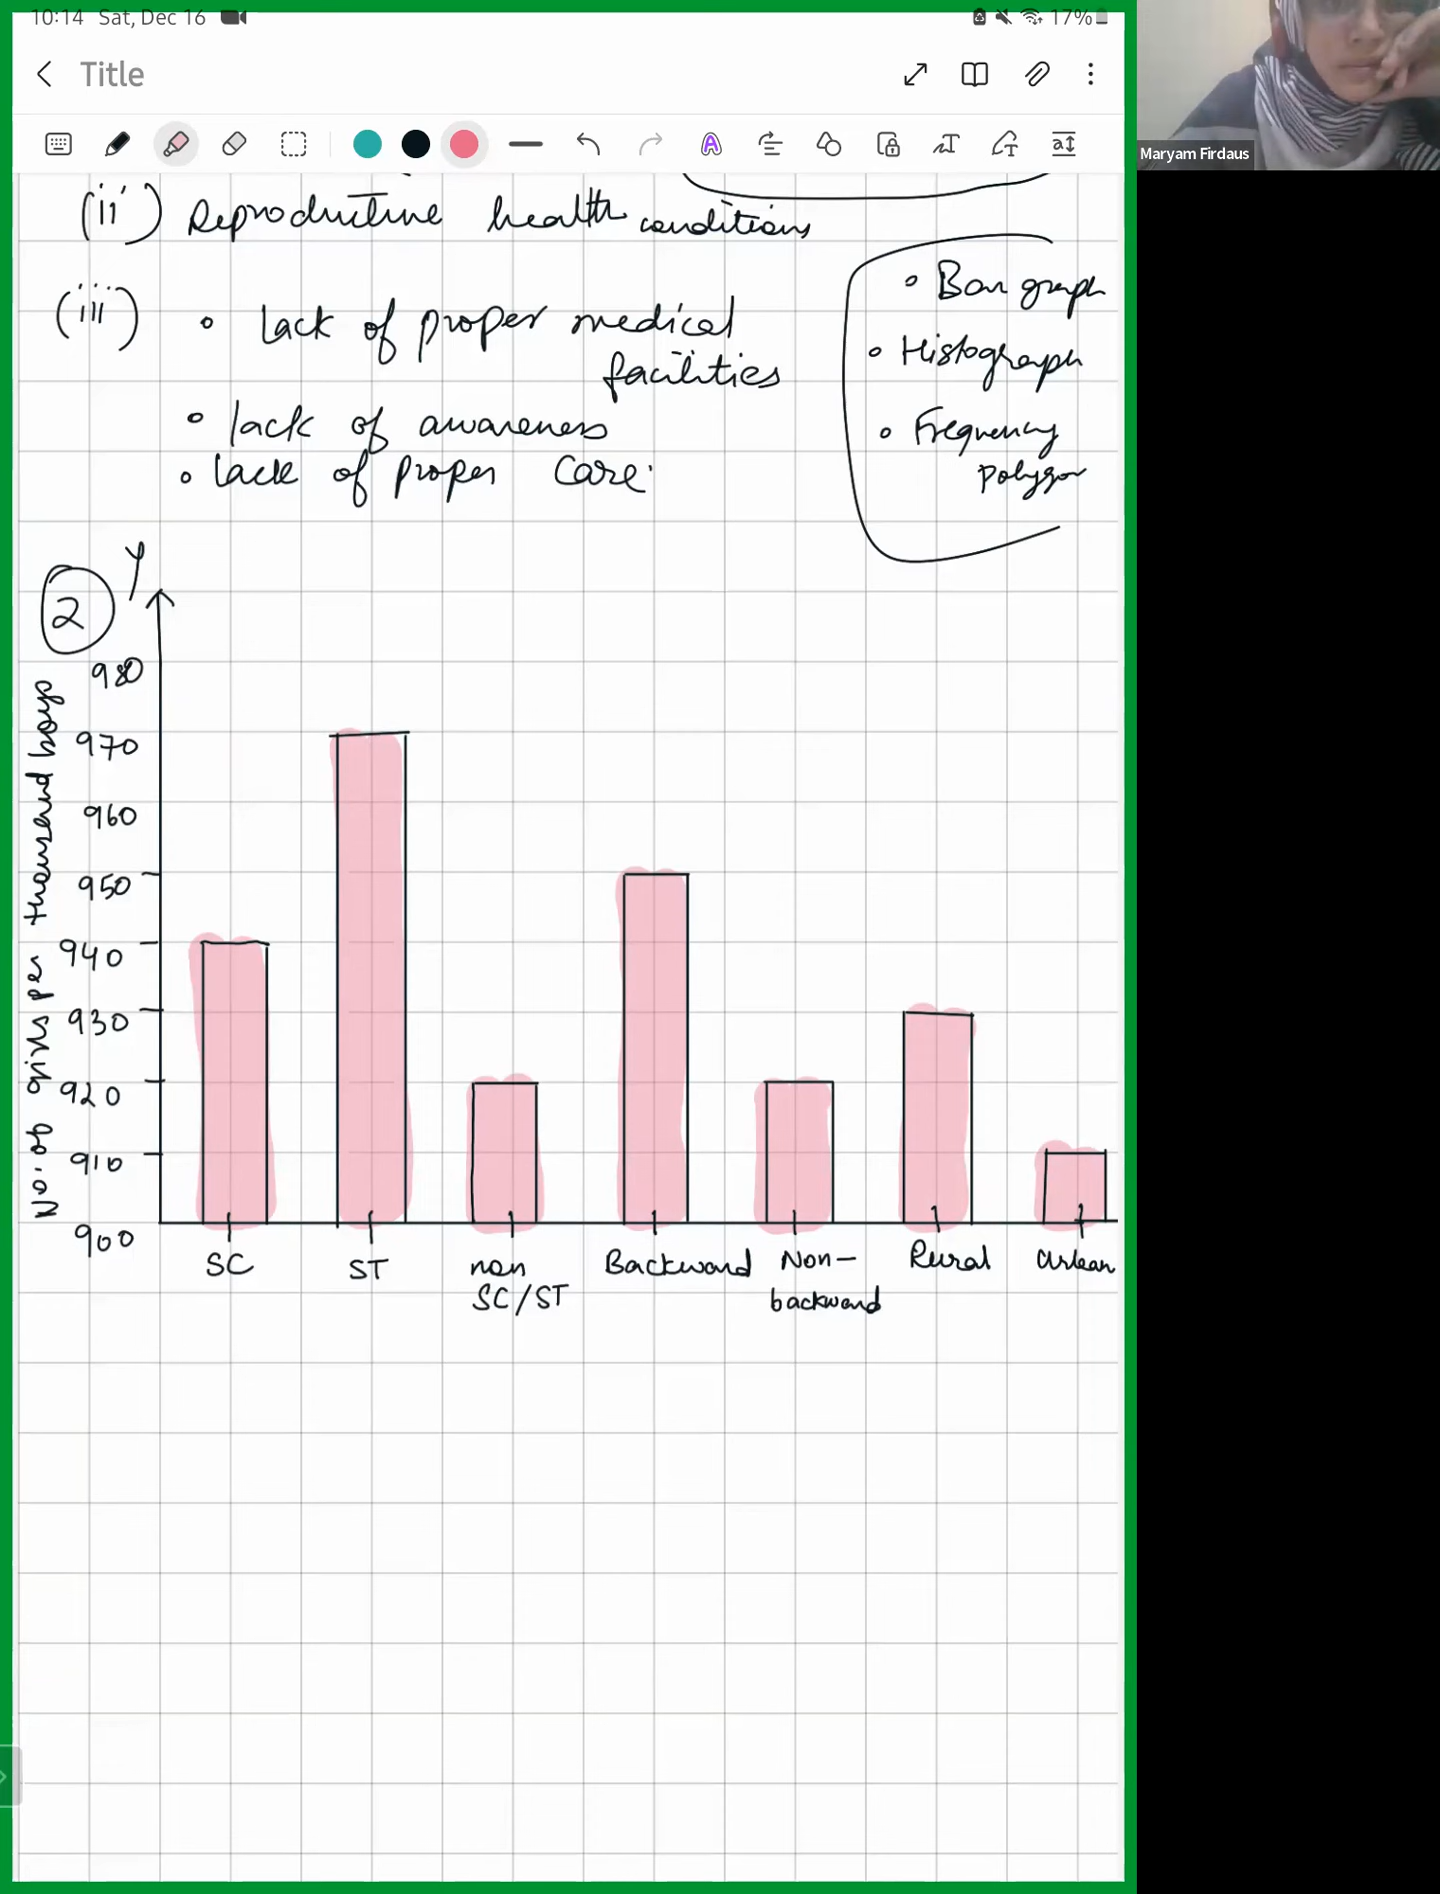 10:14 Sat, Dec 16
17%
Title
Maryam Firdaus
(ii) Reproductive health conditions
(iii) • lack of proper medical
facilities
• lack of awareness
• lack of proper care.
• Bar graph
• Histograph
• Frequency
polygon
2
Y
No. of girls per thousand boys
980
970
960
950
940
930
920
910
900
SC
ST
non
SC/ST
Backward
Non-
backward
Rural
Urban